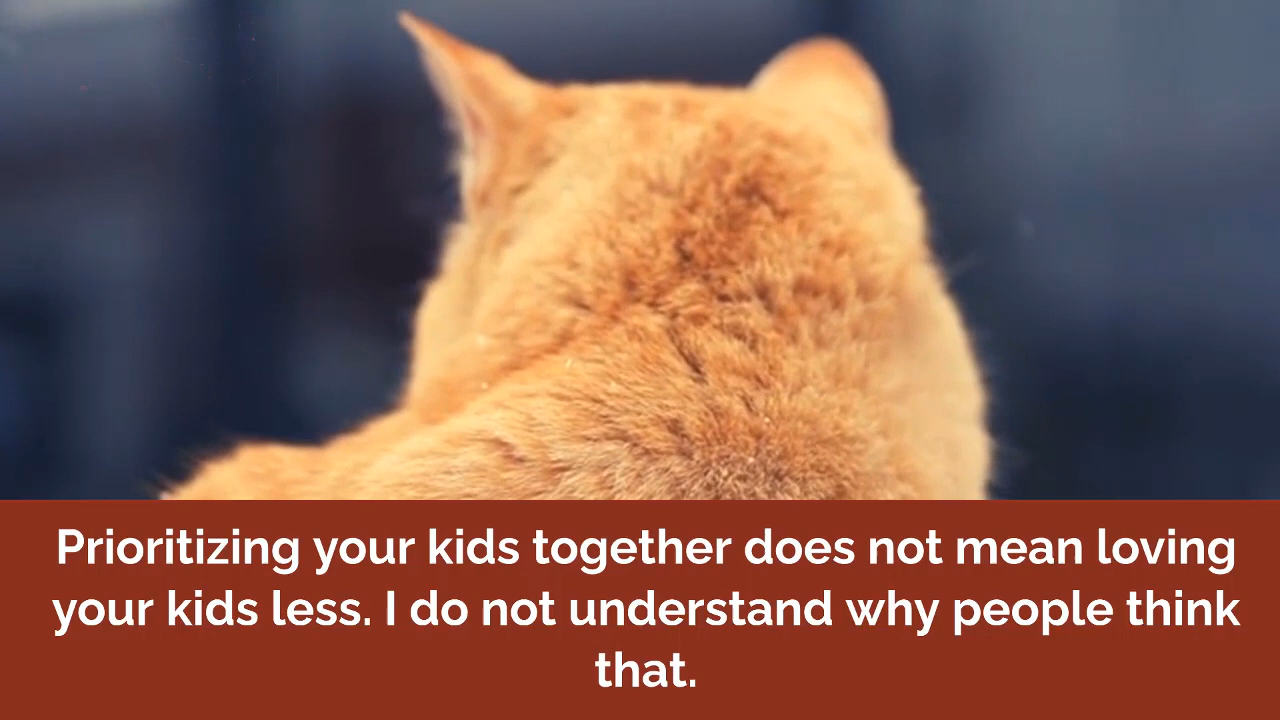 Prioritizing your kids together does not mean loving
your kids less. I do not understand why people think
that.